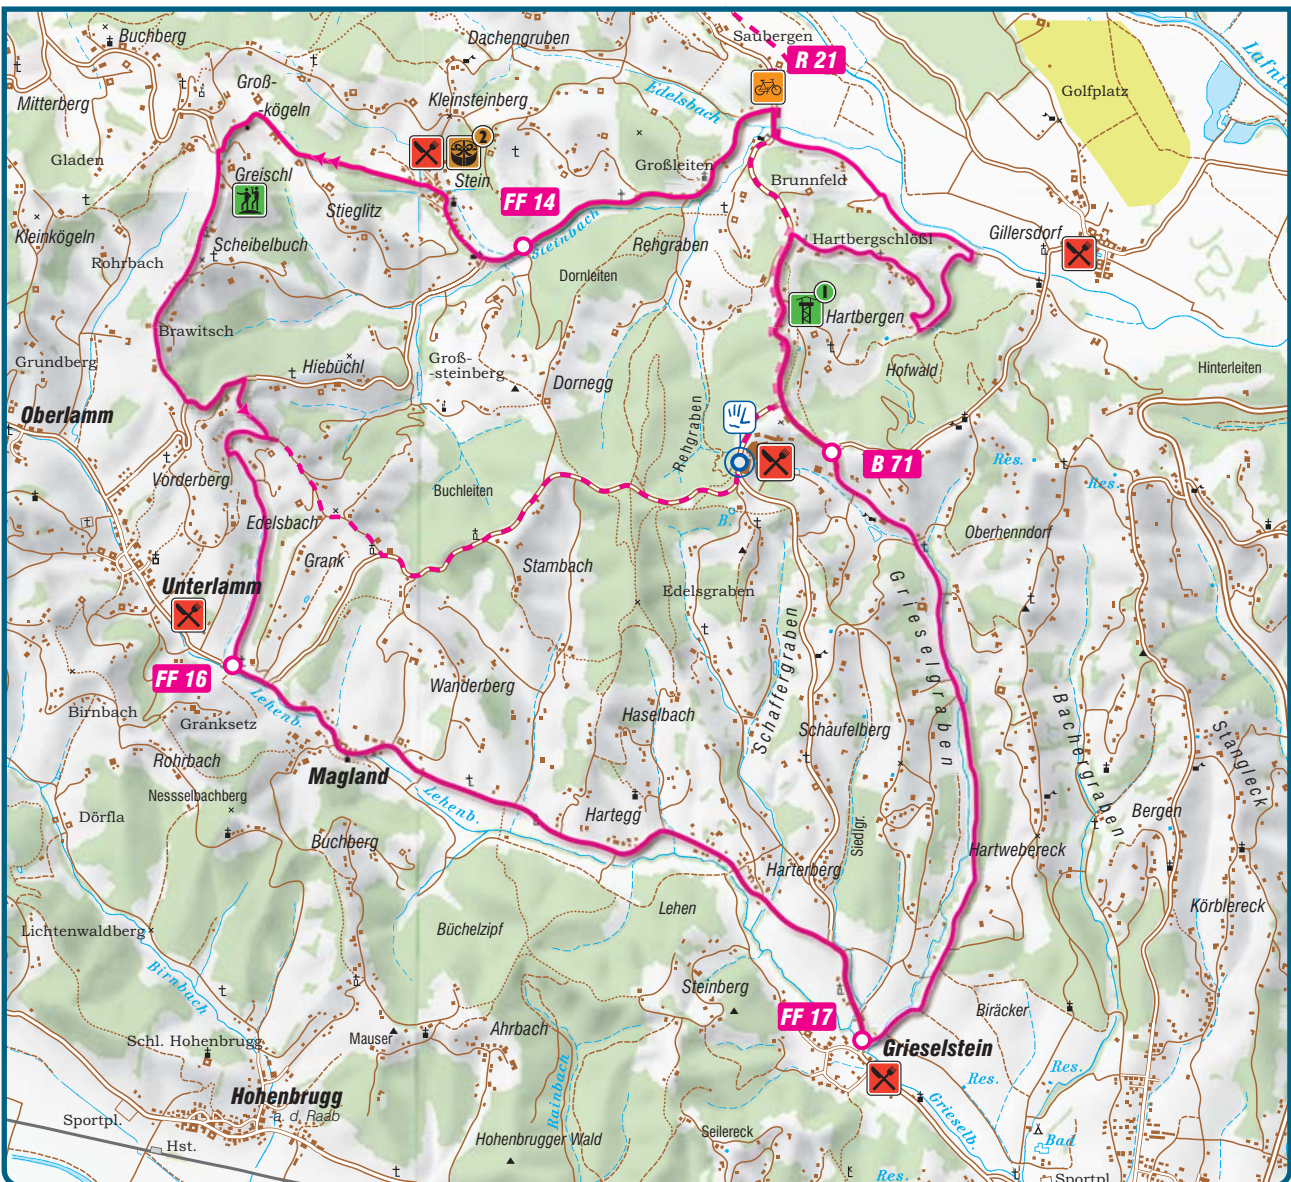 Buchberg
Dachengruben
Saubergen
R 21
Lafni
Mitterberg
Groß-
-kögeln
Kleinsteinberg
Edelsbach
Golfplatz
2
Gladen
Greischl
Stein
Großleiten
Brunnfeld
FF 14
Stieglitz
Steinbach
Kleinkögeln
Scheibelbuch
Rehgraben
Hartbergschlößl
Gillersdorf
Rohrbach
Dornleiten
1
Hartbergen
Brawitsch
Grundberg
Hiebüchl
Groß-
-steinberg
Dornegg
Hofwald
Hinterleiten
Oberlamm
Rehgraben
B 71
Res.
Res.
Vorderberg
Buchleiten
B.
Edelsbach
Oberhenndorf
Grank
Stambach
Unterlamm
Edelsgraben
Grieselgraben
Schaffergraben
FF 16
Wanderberg
Lehenb.
Birnbach
Granksetz
Haselbach
Schaufelberg
Bachergraben
Stangleck
Rohrbach
Magland
Nessselbachberg
Lehenb.
Dörfla
Hartegg
Bergen
Buchberg
Siedlgr.
Hartwebereck
Harterberg
Lehen
Körblereck
Lichtenwaldberg
Büchelzipf
Birnbach
Steinberg
Biräcker
FF 17
Schl. Hohenbrugg
Mauser
Ahrbach
Grieselstein
Rainbach
Res.
Res.
Hohenbrugg
-a. d. Raab
Grieselb.
Sportpl.
Hst.
Hohenbrugger Wald
Seilereck
Bad
Res.
Sportpl.